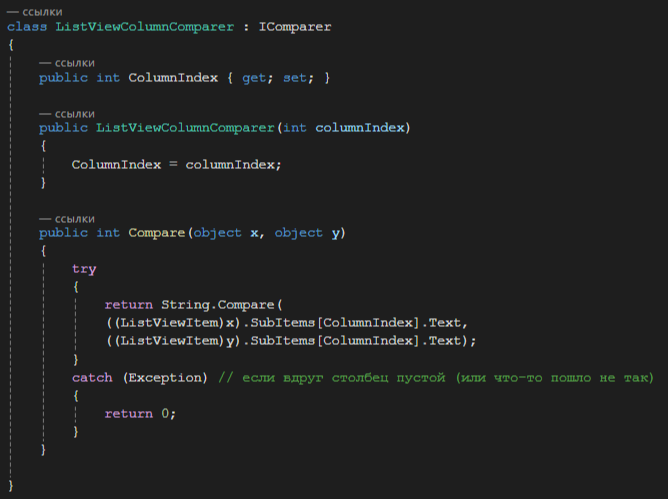 — ссылки
class ListViewColumnComparer : IComparer
{
— ссылки
public int ColumnIndex { get; set; }
— ссылки
public ListViewColumnComparer(int columnIndex)
{
ColumnIndex = columnIndex;
}
— ссылки
public int Compare(object x, object y)
{
try
{
return String.Compare(
((ListViewItem)x).SubItems[ColumnIndex].Text,
((ListViewItem)y).SubItems[ColumnIndex].Text);
}
catch (Exception) // если вдруг столбец пустой (или что-то пошло не так)
{
return 0;
}
}
}